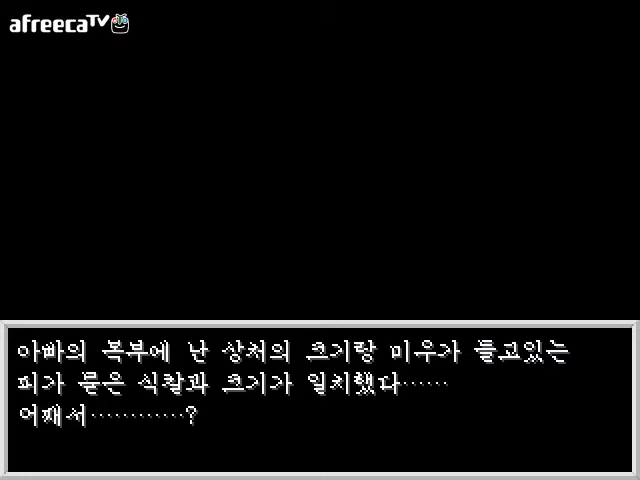 afreecaTV
아빠의 복부에 난 상처의 크기랑 미우가 들고있는
피가 묻은 식칼과 크기가 일치했다……
어째서…………?